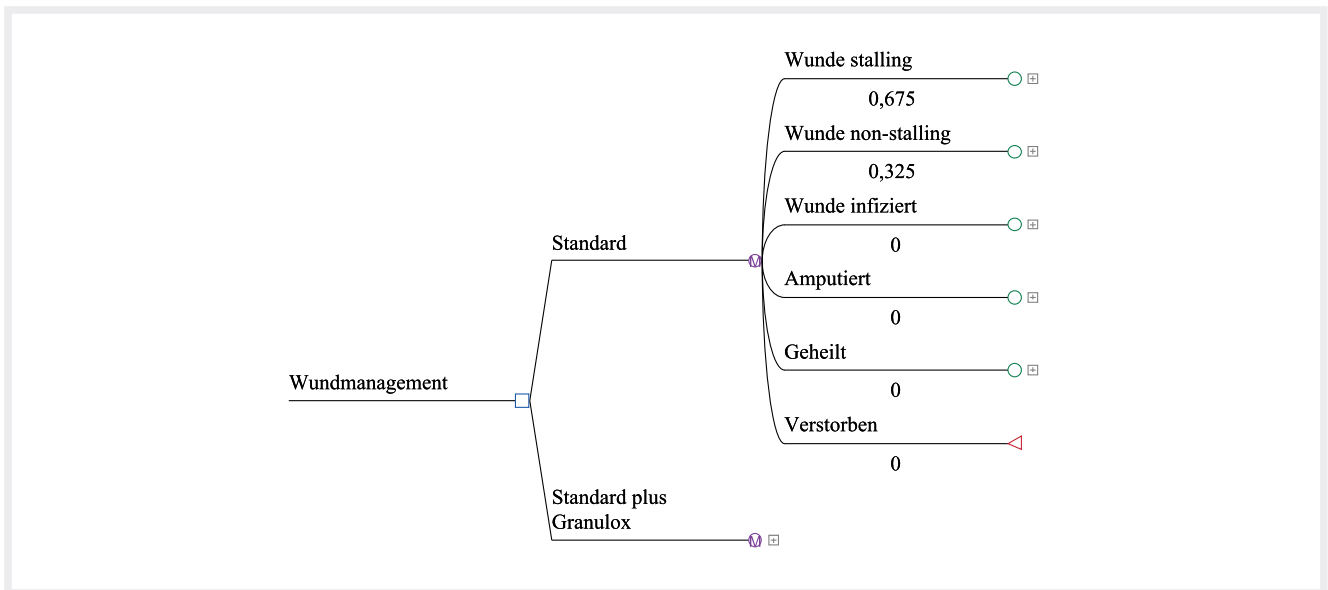 Wunde stalling
0,675
Wunde non-stalling
0,325
Wunde infiziert
0
Standard
M
Amputiert
0
Geheilt
0
Wundmanagement
Verstorben
0
Standard plus
Granulox
M